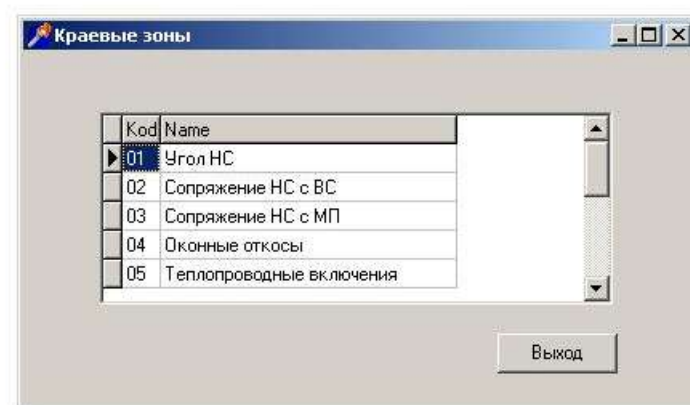 Краевые зоны
Kod Name
01 Угол НС
02 Сопряжение НС с ВС
03 Сопряжение НС с МП
04 Оконные откосы
05 Теплопроводные включения
Выход